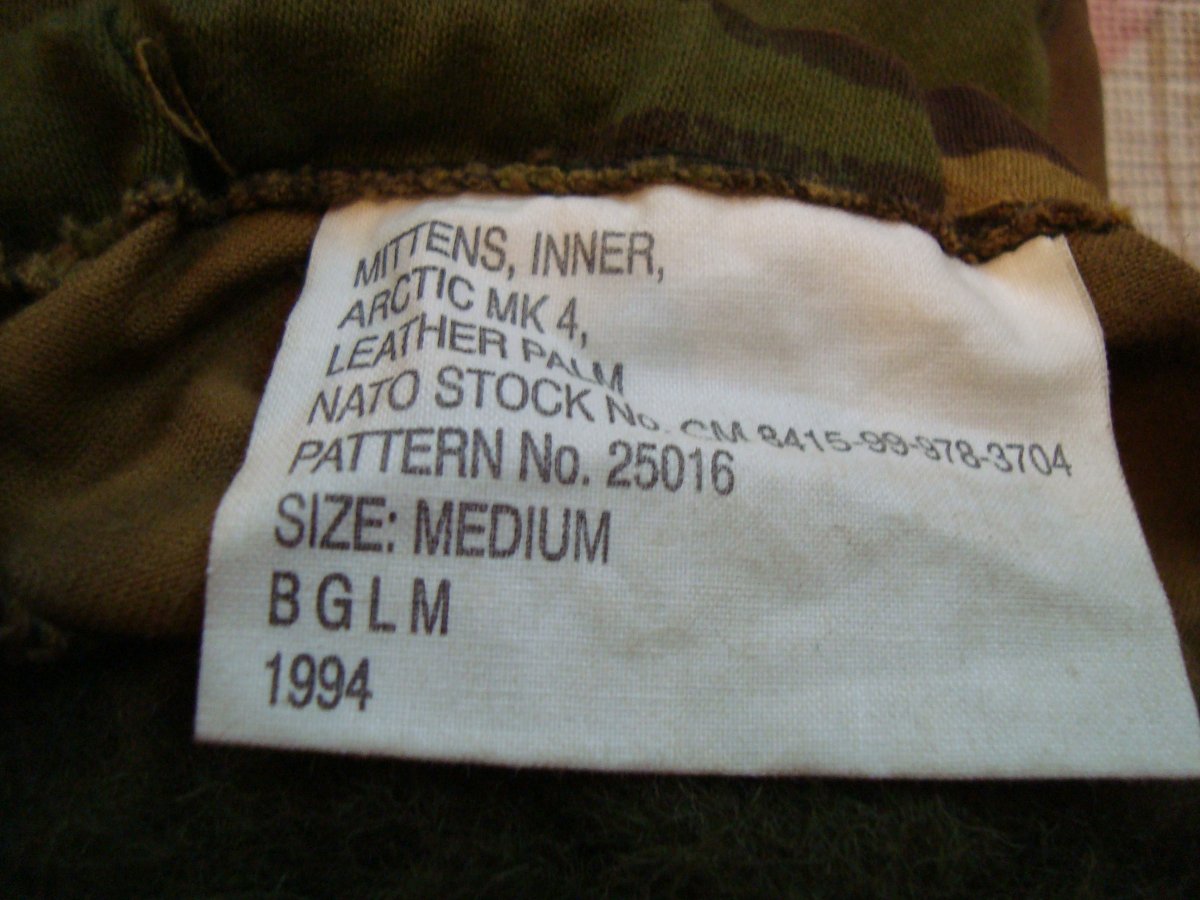 MITTENS, INNER,
ARCTIC MK 4,
LEATHER PALM
NATO STOCK No. CM 8415-99-978-3704
PATTERN No. 25016
SIZE: MEDIUM
B G L M
1994